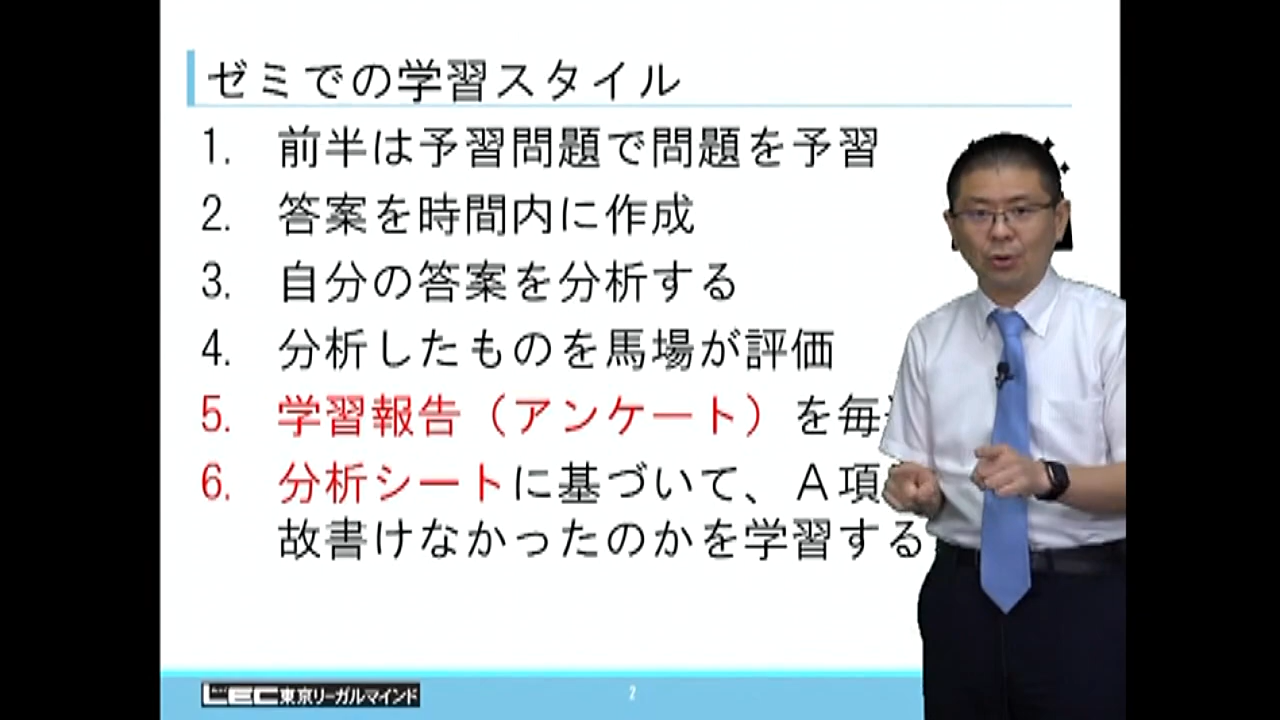 ゼミでの学習スタイル
1. 前半は予習問題で問題を予習
2. 答案を時間内に作成
3. 自分の答案を分析する
4. 分析したものを馬場が評価
5. 学習報告（アンケート）を毎
6. 分析シートに基づいて、Ａ項
故書けなかったのかを学習する
LEC東京リーガルマインド
2